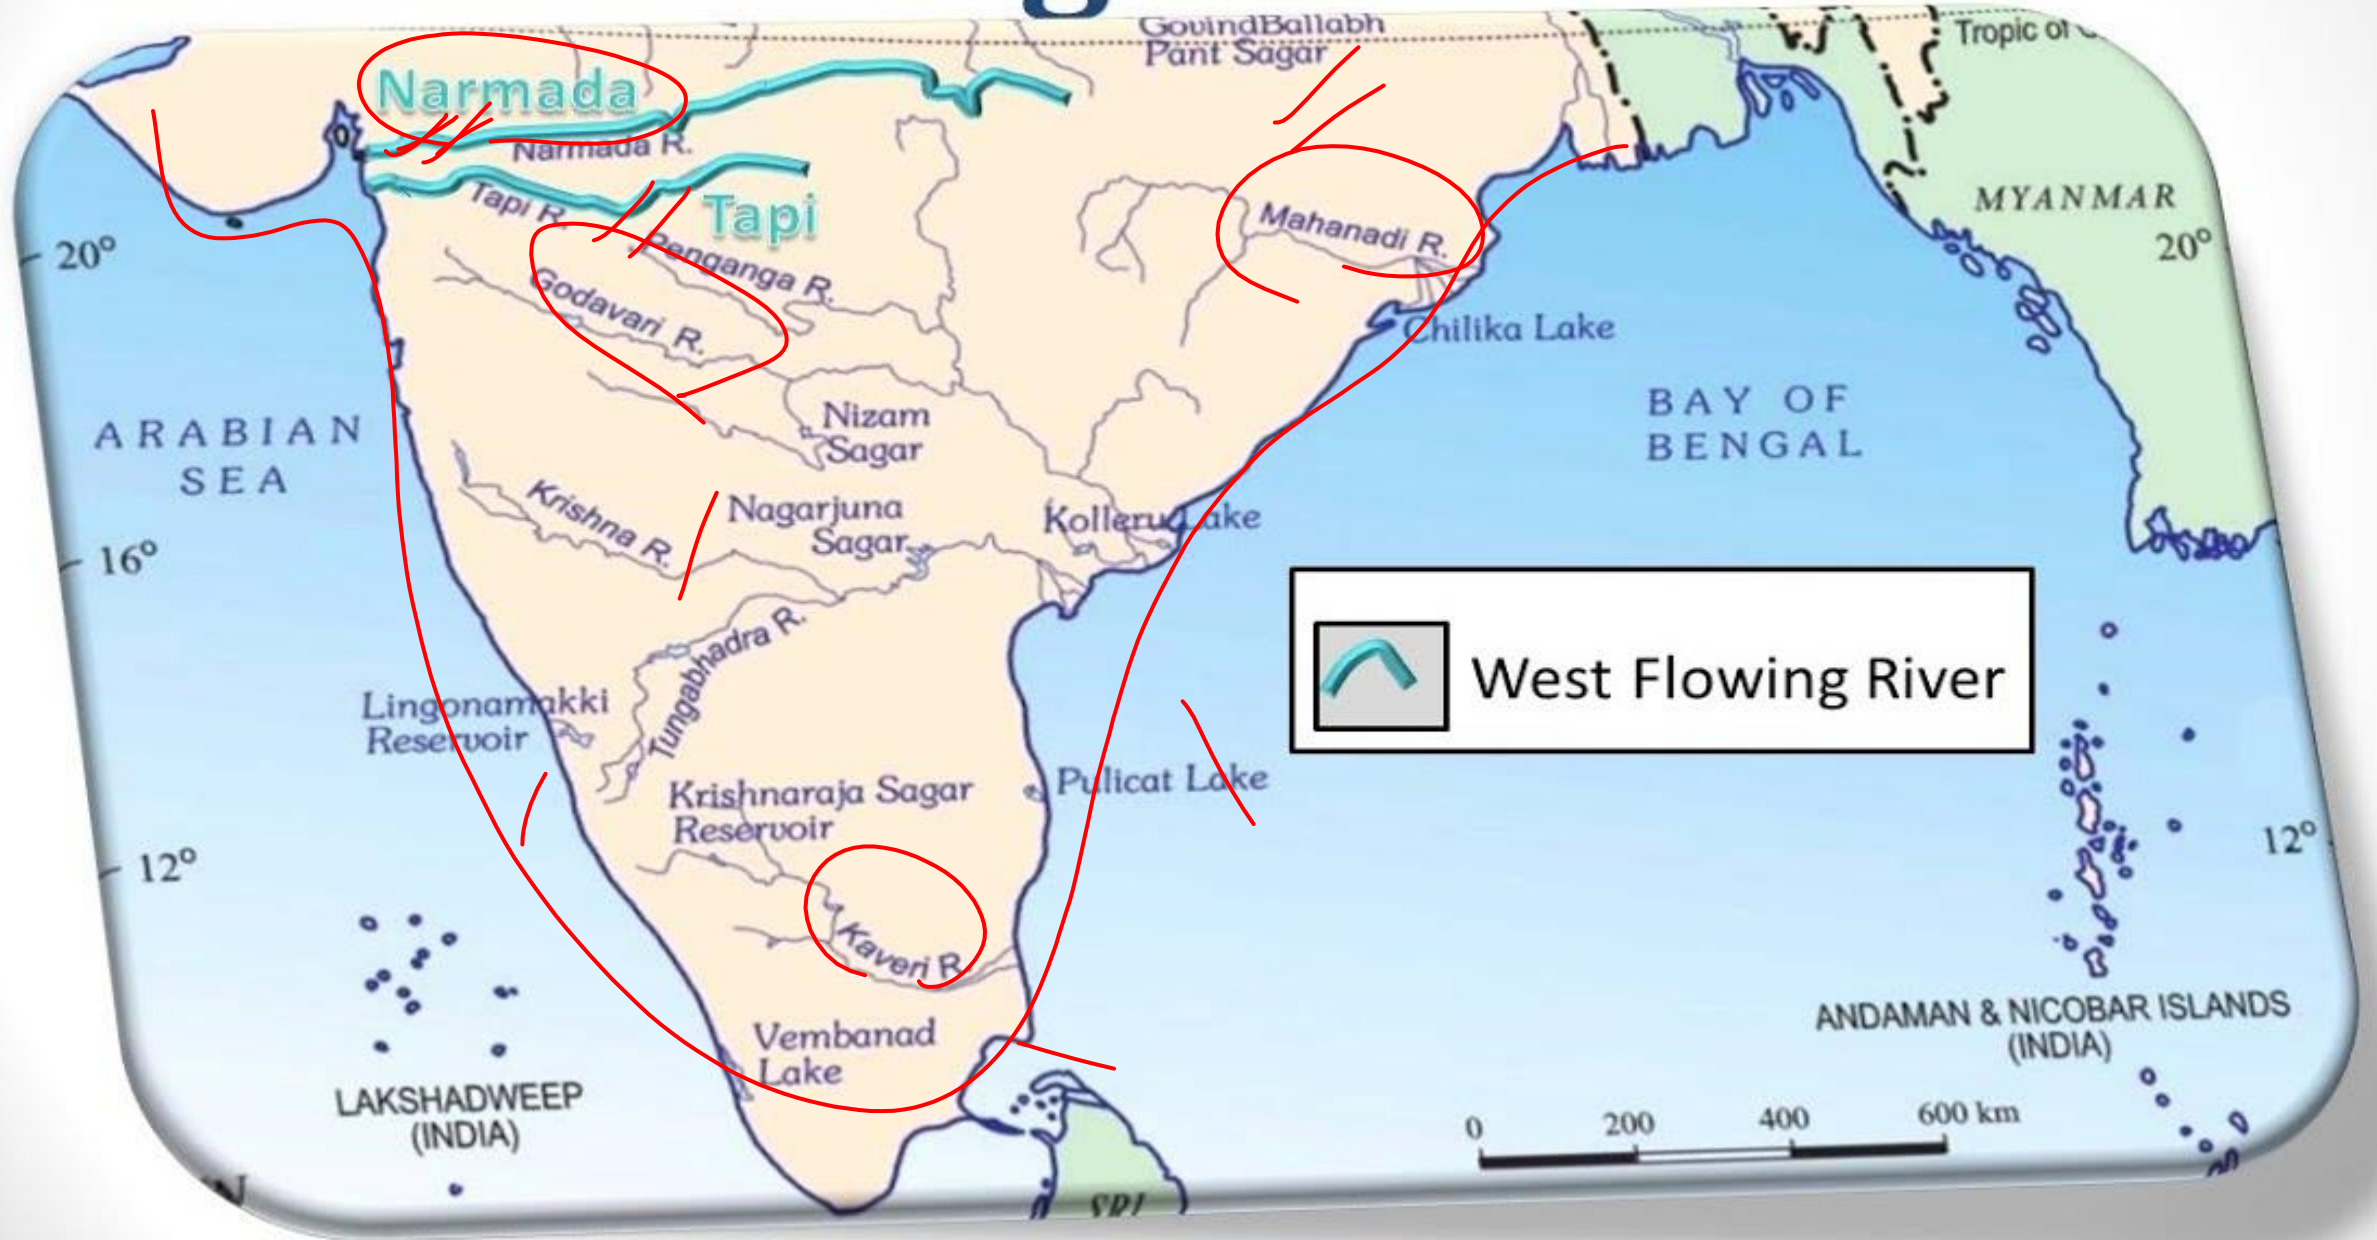 GovindBallabh
Pant Sagar
Tropic of
Narmada
Narmada R.
Tapi R.
Tapi
MYANMAR
20°
20°
Mahanadi R.
Penganga R.
Godavari R.
Chilika Lake
ARABIAN
SEA
BAY OF
BENGAL
Nizam
Sagar
Krishna R.
Nagarjuna
Sagar
Kolleru Lake
16°
Tungabhadra R.
West Flowing River
Lingonamakki
Reservoir
Krishnaraja Sagar
Reservoir
Pulicat Lake
12°
12°
Kaveri R.
Vembanad
Lake
ANDAMAN & NICOBAR ISLANDS
(INDIA)
LAKSHADWEEP
(INDIA)
0 200 400 600 km
SRI